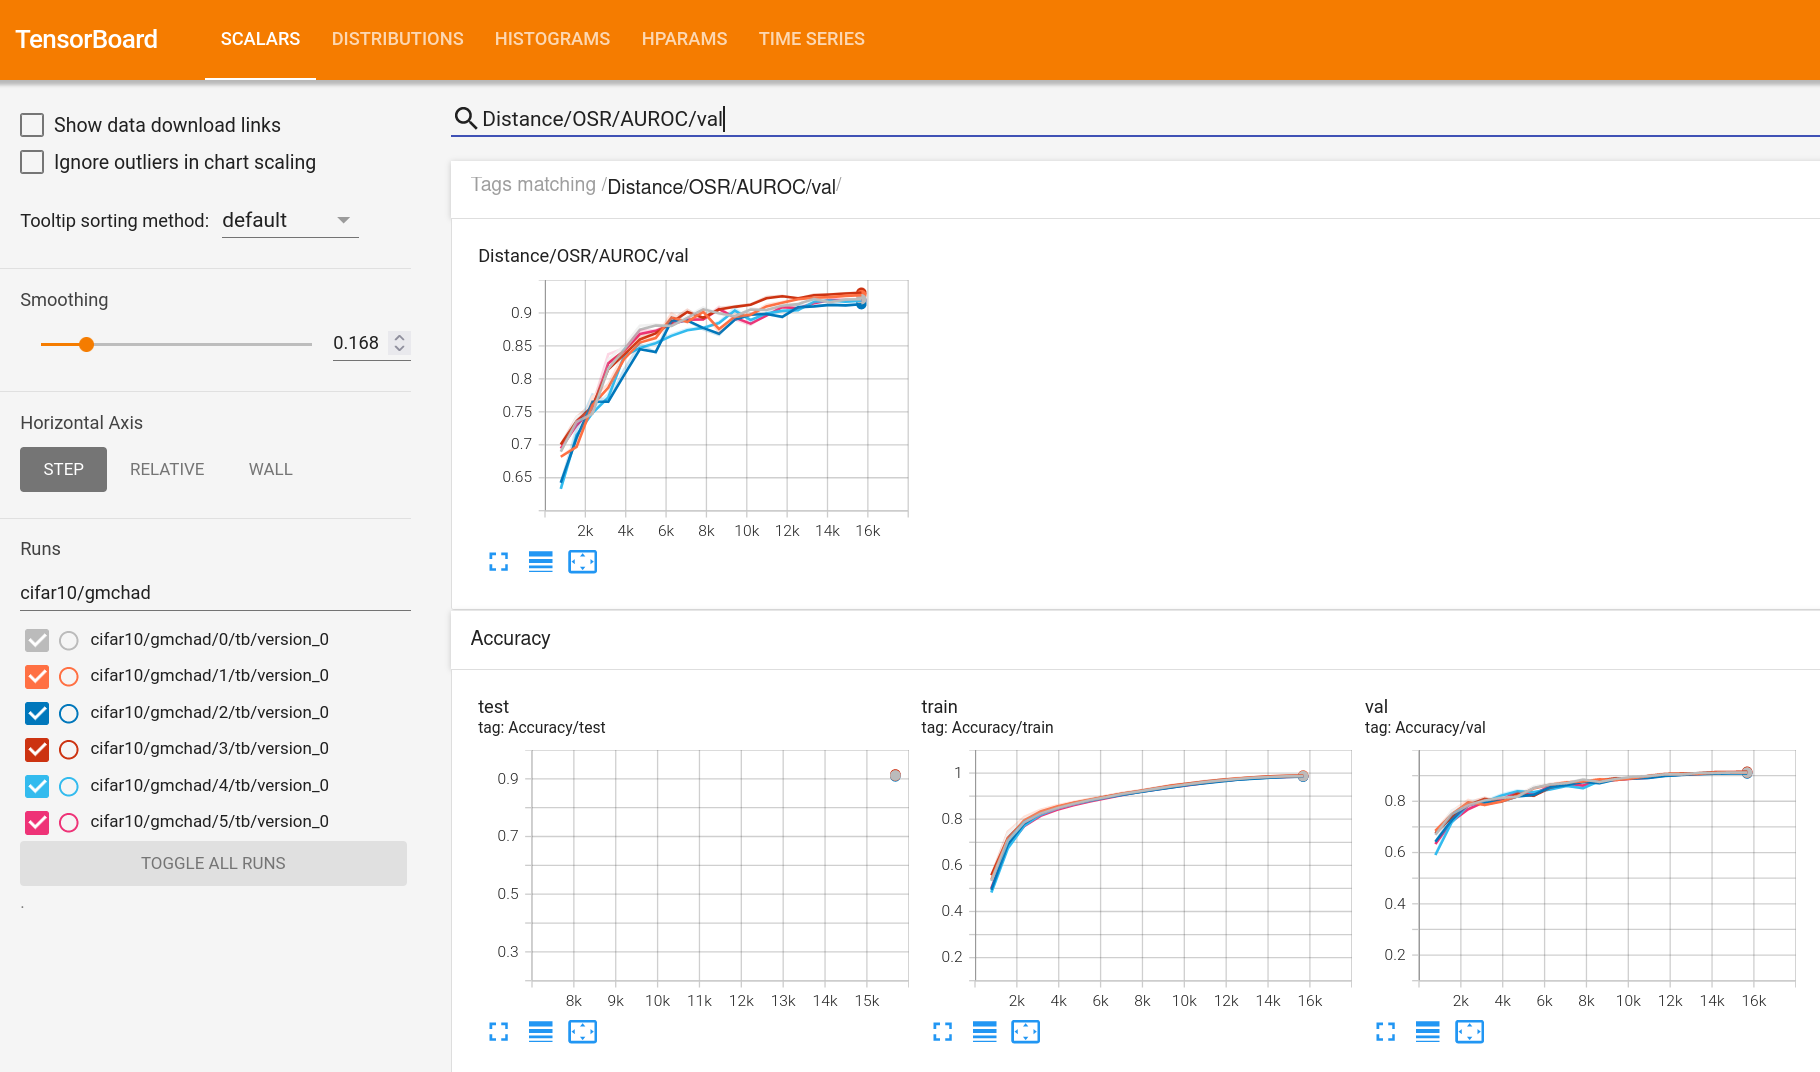 TensorBoard
SCALARS DISTRIBUTIONS HISTOGRAMS HPARAMS TIME SERIES
Show data download links
Ignore outliers in chart scaling
Tooltip sorting method: default
Smoothing
0.168
Horizontal Axis
STEP RELATIVE WALL
Runs
cifar10/gmchad
cifar10/gmchad/0/tb/version_0
cifar10/gmchad/1/tb/version_0
cifar10/gmchad/2/tb/version_0
cifar10/gmchad/3/tb/version_0
cifar10/gmchad/4/tb/version_0
cifar10/gmchad/5/tb/version_0
TOGGLE ALL RUNS
.
Distance/OSR/AUROC/val
Tags matching /Distance/OSR/AUROC/val/
Distance/OSR/AUROC/val
0.9
0.85
0.8
0.75
0.7
0.65
2k 4k 6k 8k 10k 12k 14k 16k
Accuracy
test
tag: Accuracy/test
0.9
0.7
0.5
0.3
8k 9k 10k 11k 12k 13k 14k 15k
train
tag: Accuracy/train
1
0.8
0.6
0.4
0.2
2k 4k 6k 8k 10k 12k 14k 16k
val
tag: Accuracy/val
0.8
0.6
0.4
0.2
2k 4k 6k 8k 10k 12k 14k 16k